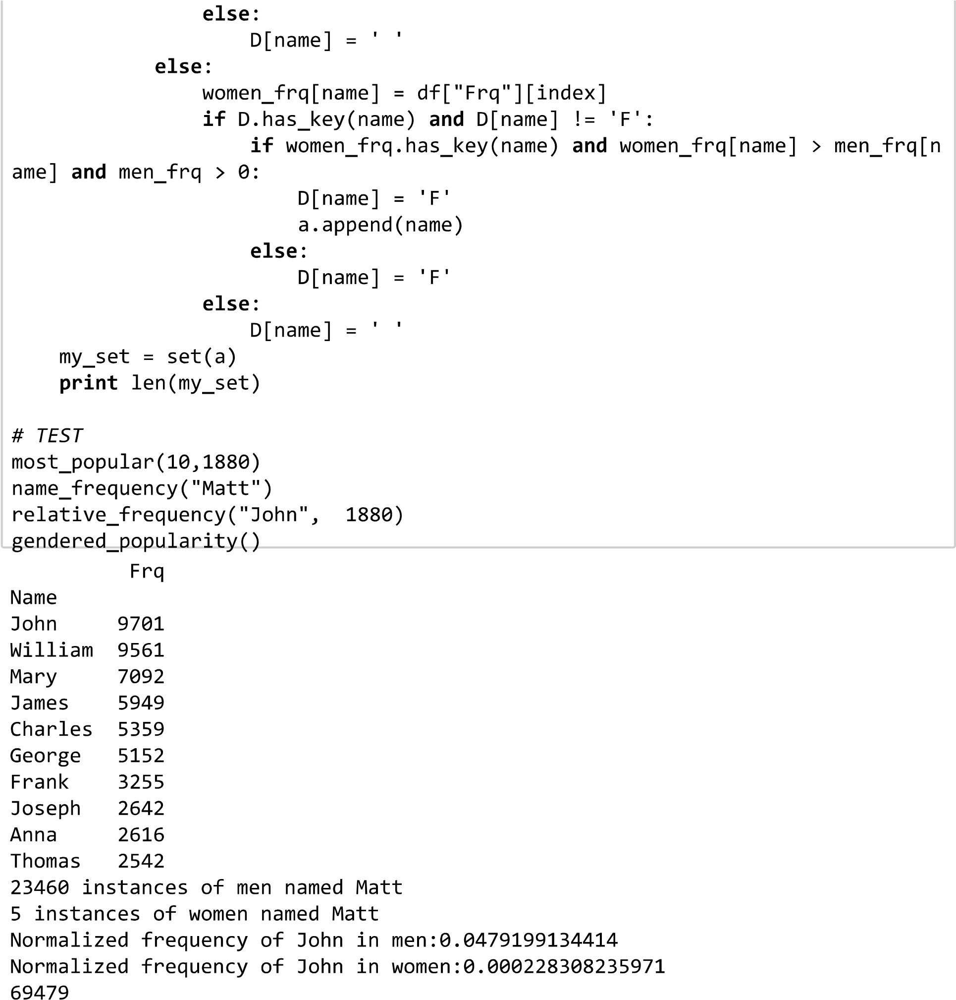 else:
                    D[name] = ' '
            else:
                women_frq[name] = df["Frq"][index]
                if D.has_key(name) and D[name] != 'F':
                    if women_frq.has_key(name) and women_frq[name] > men_frq[n
ame] and men_frq > 0:
                        D[name] = 'F'
                        a.append(name)
                    else:
                        D[name] = 'F'
                else:
                    D[name] = ' '
    my_set = set(a)
    print len(my_set)

# TEST
most_popular(10,1880)
name_frequency("Matt")
relative_frequency("John",  1880)
gendered_popularity()
          Frq
Name
John     9701
William  9561
Mary     7092
James    5949
Charles  5359
George   5152
Frank    3255
Joseph   2642
Anna     2616
Thomas   2542
23460 instances of men named Matt
5 instances of women named Matt
Normalized frequency of John in men:0.0479199134414
Normalized frequency of John in women:0.000228308235971
69479